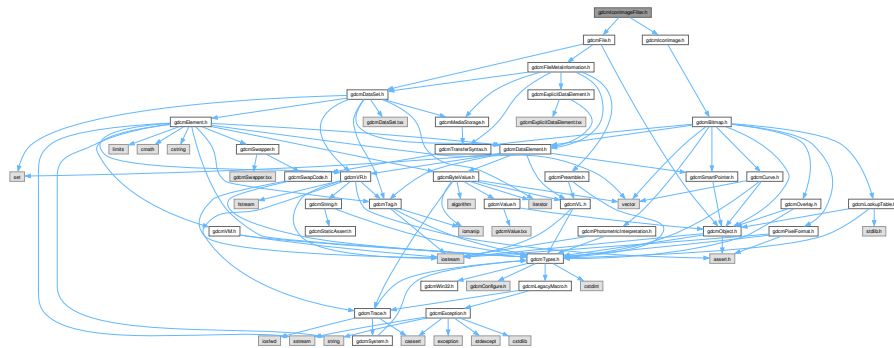 gdcmIconImageFilter.h
gdcmFile.h
gdcmIconImage.h
gdcmFileMetaInformation.h
gdcmDataSet.h
gdcmExplicitDataElement.h
gdcmElement.h
gdcmDataSet.txx
gdcmMediaStorage.h
gdcmExplicitDataElement.txx
gdcmBitmap.h
limits
cmath
cstring
gdcmSwapper.h
gdcmTransferSyntax.h
gdcmDataElement.h
set
gdcmSwapper.txx
gdcmSwapCode.h
gdcmVR.h
gdcmByteValue.h
gdcmPreamble.h
gdcmSmartPointer.h
gdcmCurve.h
fstream
gdcmString.h
gdcmTag.h
algorithm
gdcmValue.h
iterator
gdcmVL.h
vector
gdcmOverlay.h
gdcmLookupTable.h
gdcmVM.h
gdcmStaticAssert.h
iomanip
gdcmValue.txx
gdcmPhotometricInterpretation.h
gdcmObject.h
gdcmPixelFormat.h
stdlib.h
iostream
gdcmTypes.h
assert.h
gdcmWin32.h
gdcmConfigure.h
gdcmLegacyMacro.h
cstdint
gdcmTrace.h
gdcmException.h
iosfwd
sstream
gdcmSystem.h
string
cassert
exception
stdexcept
cstdlib